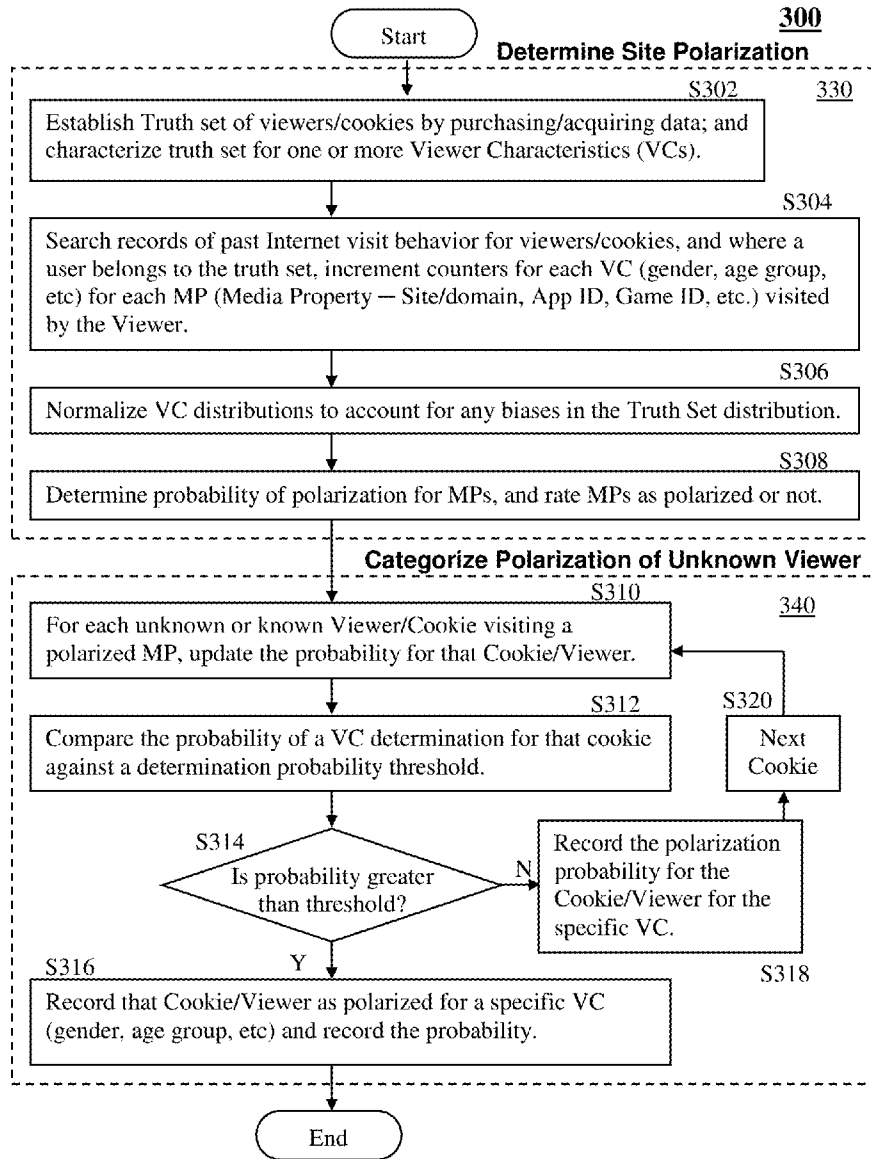 300
Start
Determine Site Polarization
S302
330
Establish Truth set of viewers/cookies by purchasing/acquiring data; and
characterize truth set for one or more Viewer Characteristics (VCs).
S304
Search records of past Internet visit behavior for viewers/cookies, and where a
user belongs to the truth set, increment counters for each VC (gender, age group,
etc) for each MP (Media Property — Site/domain, App ID, Game ID, etc.) visited
by the Viewer.
S306
Normalize VC distributions to account for any biases in the Truth Set distribution.
S308
Determine probability of polarization for MPs, and rate MPs as polarized or not.
Categorize Polarization of Unknown Viewer
S310
340
For each unknown or known Viewer/Cookie visiting a
polarized MP, update the probability for that Cookie/Viewer.
S312
Compare the probability of a VC determination for that cookie
against a determination probability threshold.
S320
Next
Cookie
S314
Is probability greater
than threshold?
N
Record the polarization
probability for the
Cookie/Viewer for the
specific VC.
S318
Y
S316
Record that Cookie/Viewer as polarized for a specific VC
(gender, age group, etc) and record the probability.
End